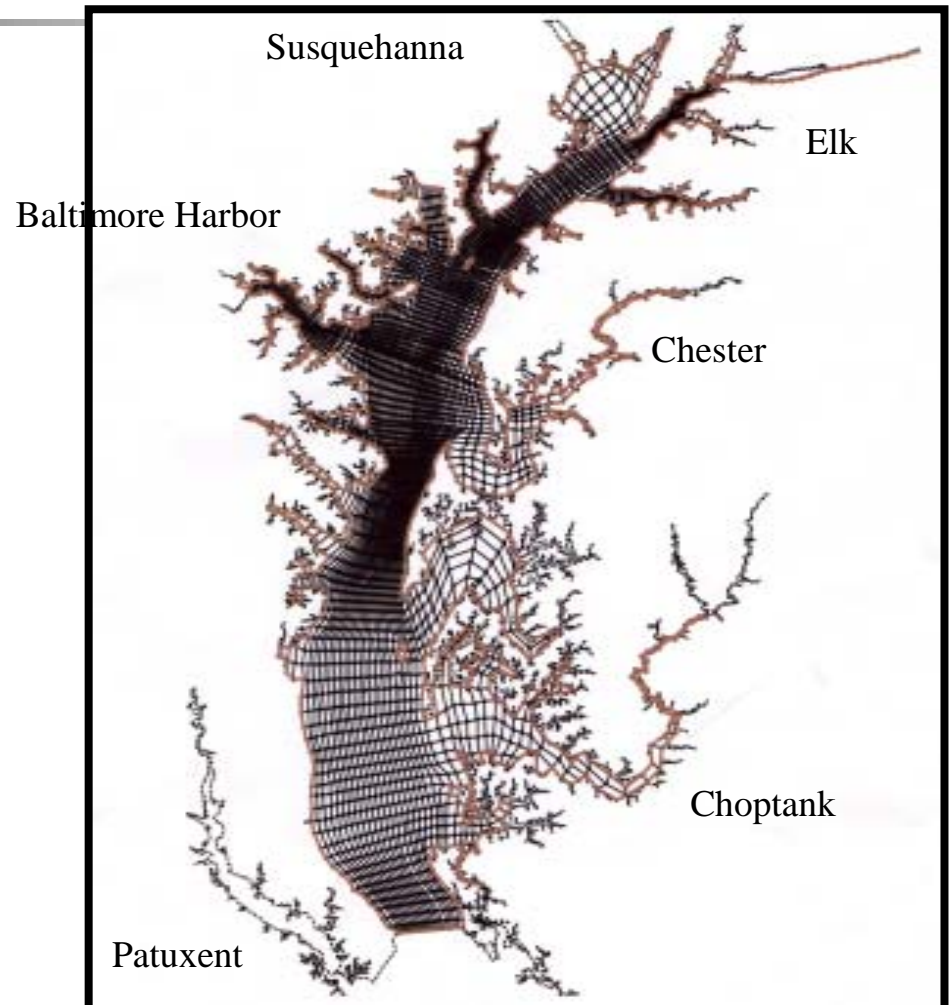 Susquehanna
Elk
Baltimore Harbor
Chester
Choptank
Patuxent